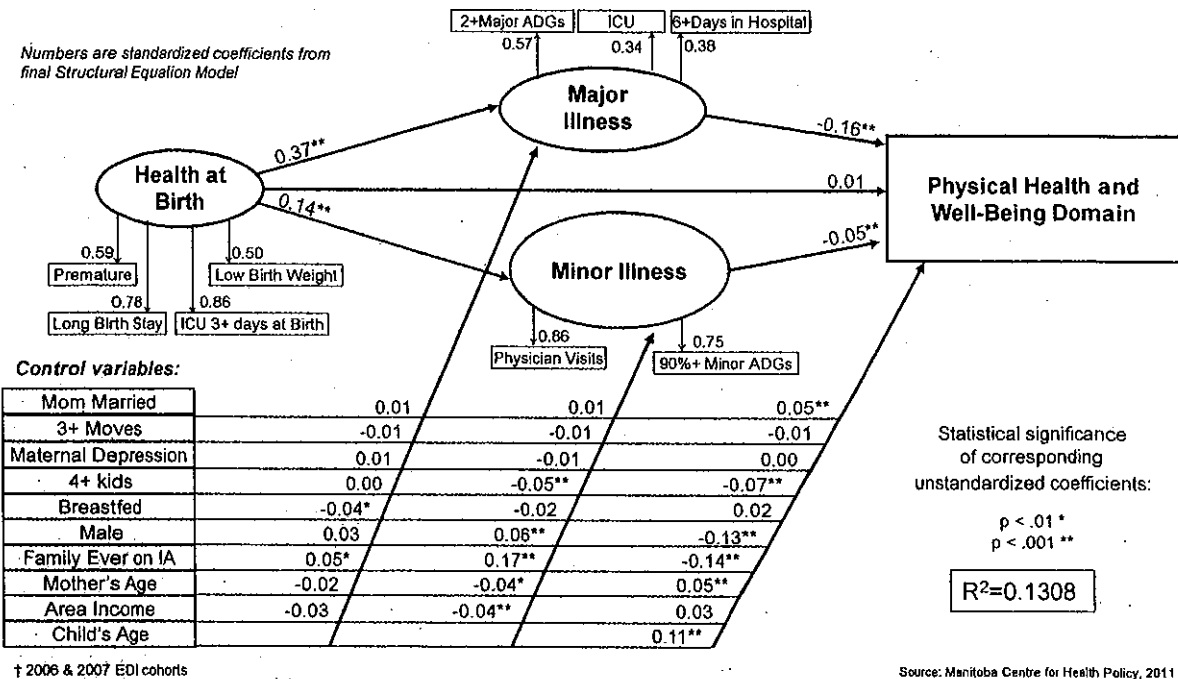 2+Major ADGs
ICU
6+Days in Hospital
0.57
0.34
0.38
Numbers are standardized coefficients from
final Structural Equation Model
Major
Illness
0.37**
-0.16**
Health at
Birth
0.01
Physical Health and
Well-Being Domain
0.14**
-0.05**
Minor Illness
0.59
0.50
Premature
Low Birth Weight
0.78
0.86
Long Birth Stay
ICU 3+ days at Birth
0.86
0.75
Physician Visits
90%+ Minor ADGs
Control variables:
Mom Married 0.01 0.01 0.05**
3+ Moves -0.01 -0.01 -0.01
Maternal Depression 0.01 -0.01 0.00
4+ kids 0.00 -0.05** -0.07**
Breastfed -0.04* -0.02 0.02
Male 0.03 0.06** -0.13**
Family Ever on IA 0.05* 0.17** -0.14**
Mother's Age -0.02 -0.04* 0.05**
Area Income -0.03 -0.04** 0.03
Child's Age 0.11**
Statistical significance
of corresponding
unstandardized coefficients:
p < .01 *
p < .001 **
R²=0.1308
† 2006 & 2007 EDI cohorts
Source: Manitoba Centre for Health Policy, 2011